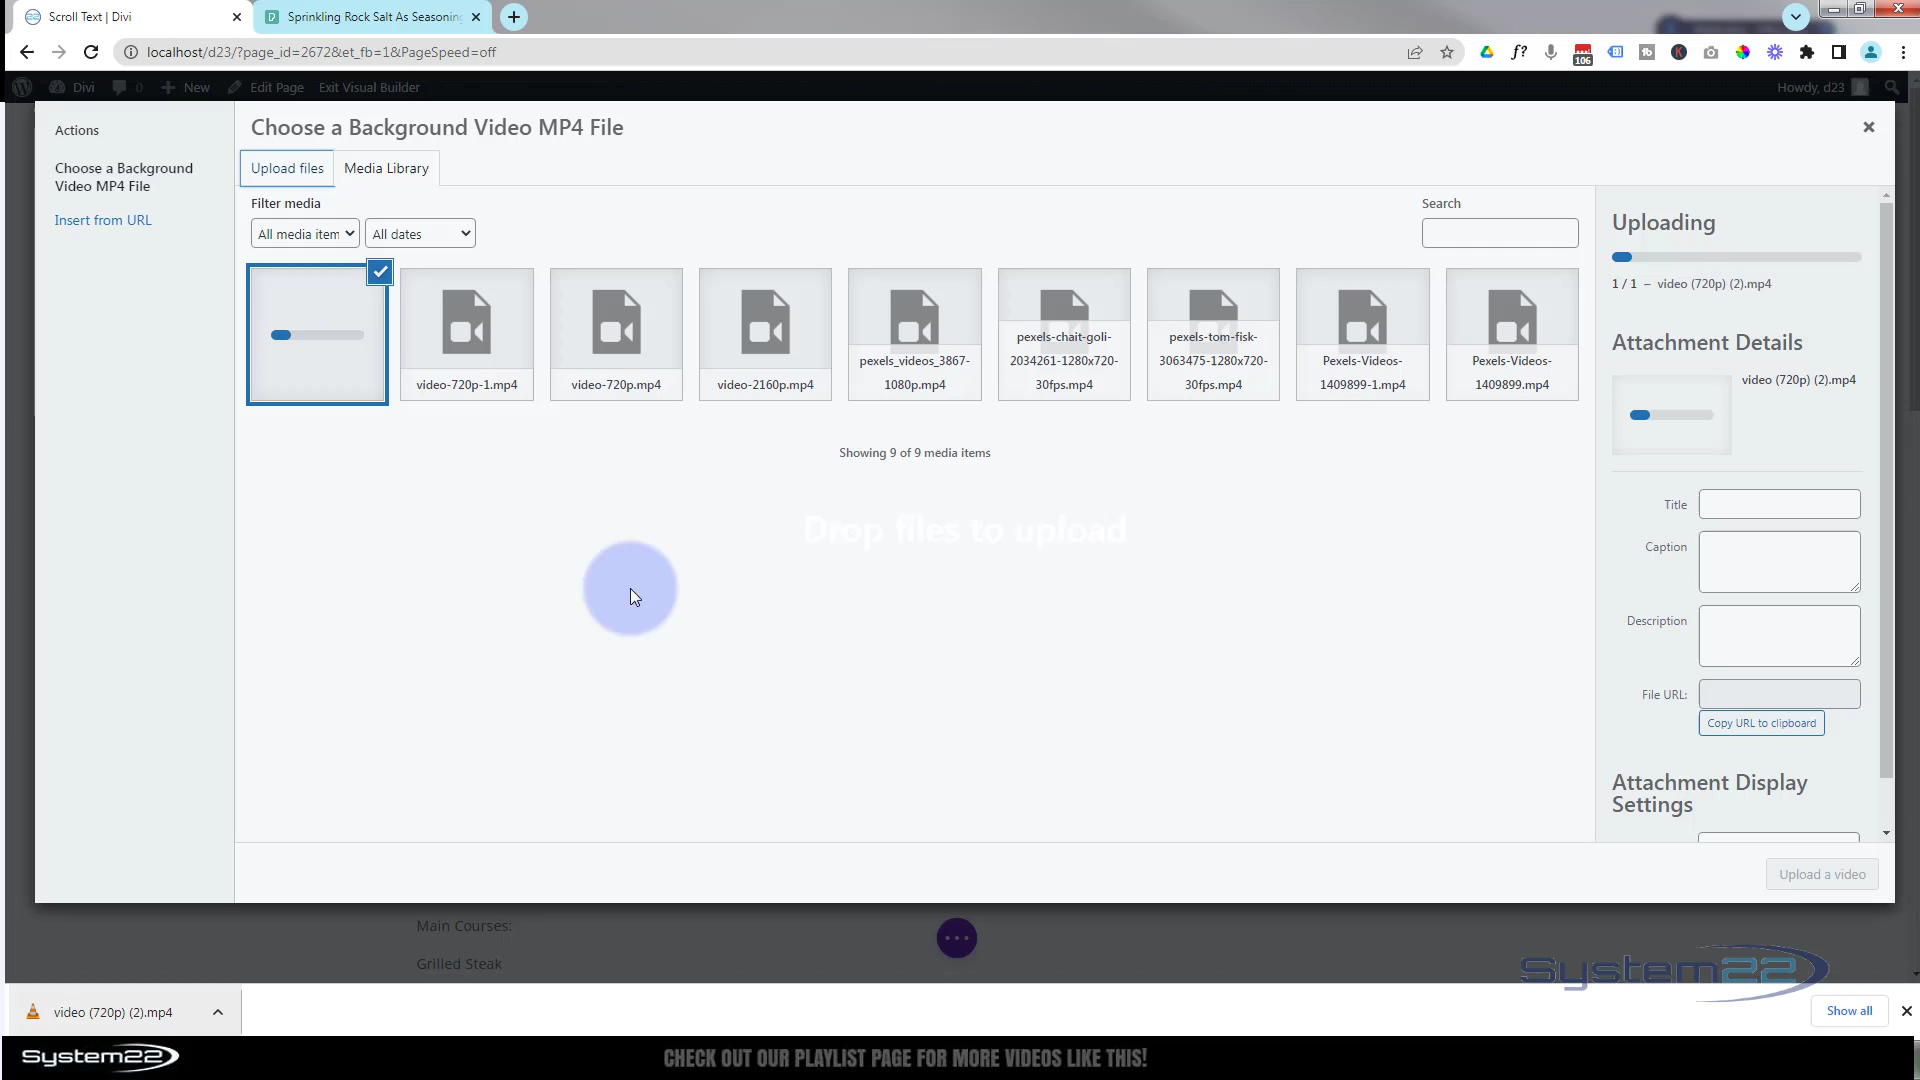 Scroll Text | Divi
Sprinkling Rock Salt As Seasoning
localhost/d23/?page_id=2672&et_fb=1&PageSpeed=off
f?
106
tb
K
Divi
0
New
Edit Page
Exit Visual Builder
Howdy, d23
Actions
Choose a Background
Video MP4 File
Insert from URL
Choose a Background Video MP4 File
Upload files
Media Library
Filter media
All media item
All dates
Search
video-720p-1.mp4
video-720p.mp4
video-2160p.mp4
pexels_videos_3867-
1080p.mp4
pexels-chait-goli-
2034261-1280x720-
30fps.mp4
pexels-tom-fisk-
3063475-1280x720-
30fps.mp4
Pexels-Videos-
1409899-1.mp4
Pexels-Videos-
1409899.mp4
Showing 9 of 9 media items
Drop files to upload
Uploading
1 / 1 – video (720p) (2).mp4
Attachment Details
video (720p) (2).mp4
Title
Caption
Description
File URL:
Copy URL to clipboard
Attachment Display
Settings
Upload a video
Main Courses:
Grilled Steak
System22
video (720p) (2).mp4
Show all
System22
CHECK OUT OUR PLAYLIST PAGE FOR MORE VIDEOS LIKE THIS!